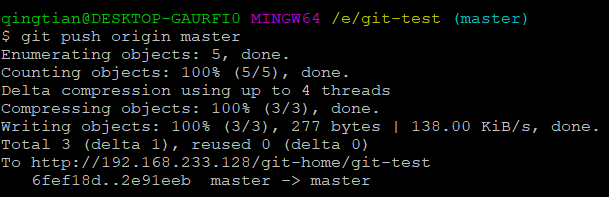 qingtian@DESKTOP-GAURFI0 MINGW64 /e/git-test (master)
$ git push origin master
Enumerating objects: 5, done.
Counting objects: 100% (5/5), done.
Delta compression using up to 4 threads
Compressing objects: 100% (3/3), done.
Writing objects: 100% (3/3), 277 bytes | 138.00 KiB/s, done.
Total 3 (delta 1), reused 0 (delta 0)
To http://192.168.233.128/git-home/git-test
   6fef18d..2e91eeb  master -> master